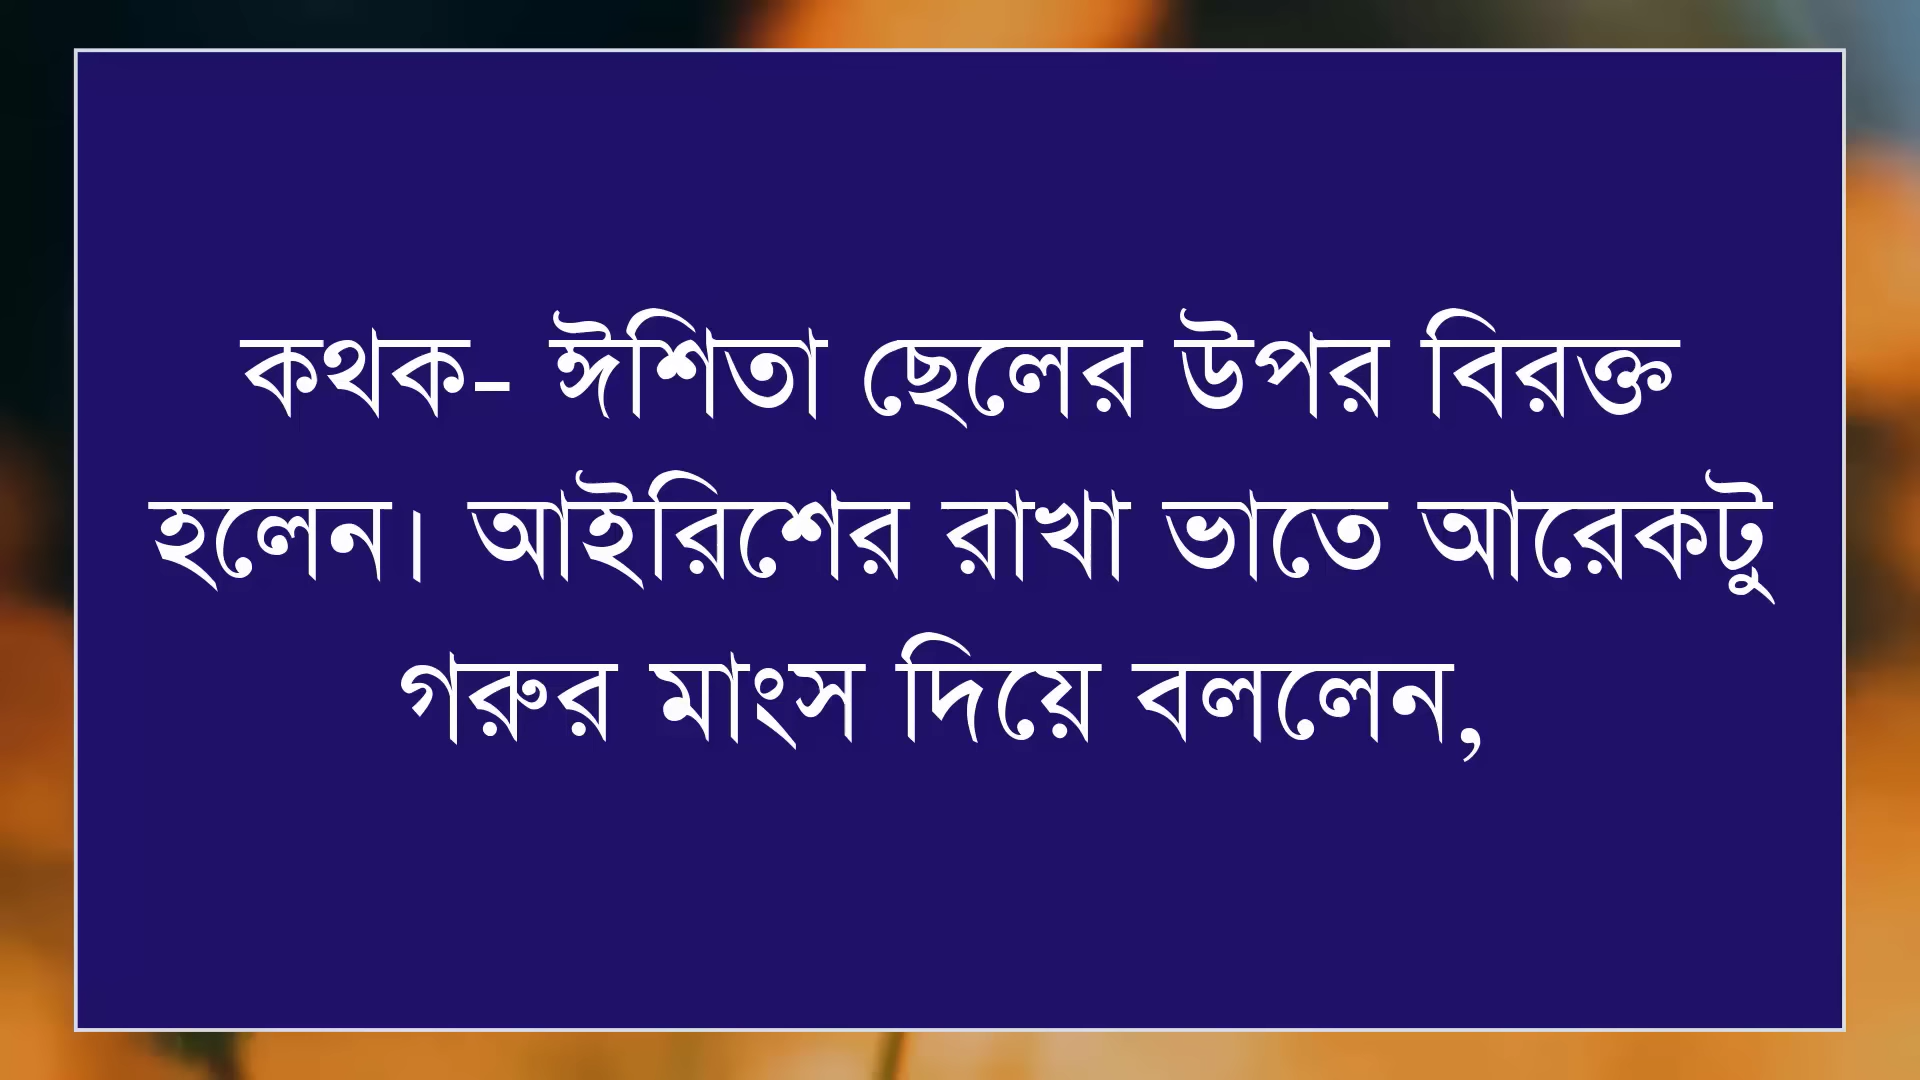 কথক- ঈশিতা ছেলের উপর বিরক্ত
হলেন। আইরিশের রাখা ভাতে আরেকটু
গরুর মাংস দিয়ে বললেন,